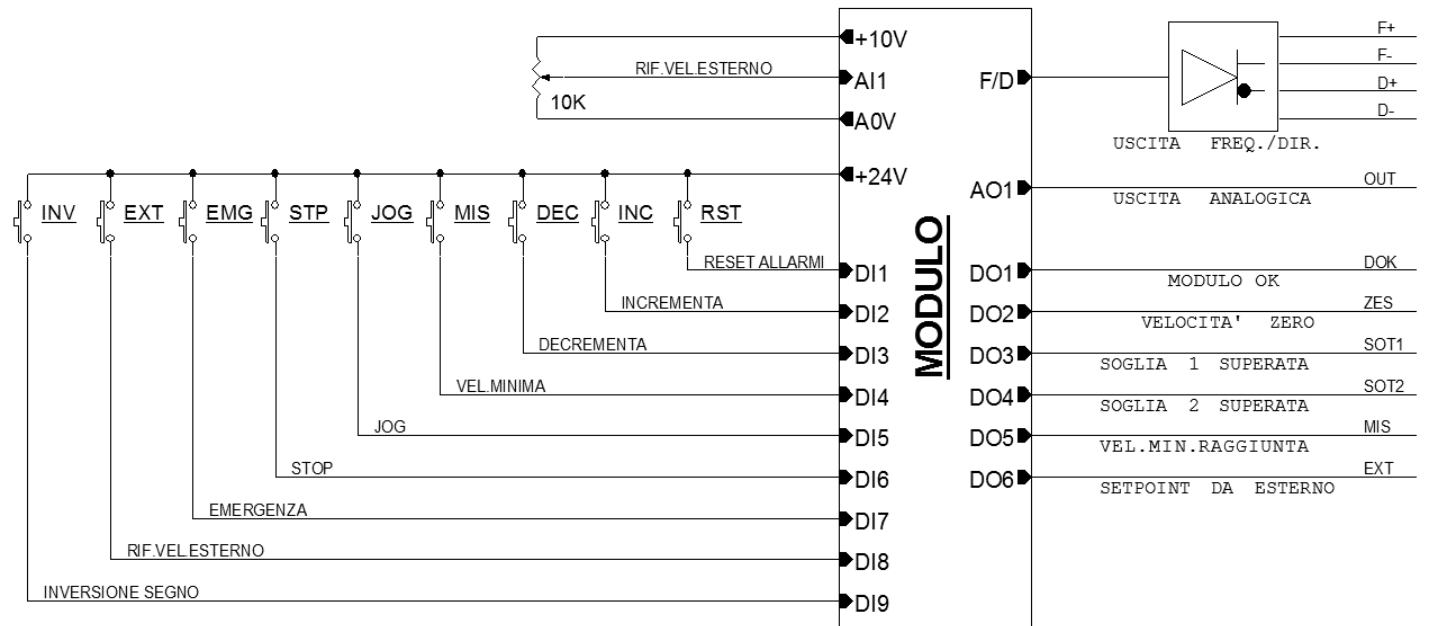 +10V
RIF.VEL.ESTERNO
AI1
10K
A0V
+24V
INV EXT EMG STP JOG MIS DEC INC RST
RESET ALLARMI
DI1
INCREMENTA
DI2
DECREMENTA
DI3
VEL.MINIMA
DI4
JOG
DI5
STOP
DI6
EMERGENZA
DI7
RIF.VEL.ESTERNO
DI8
INVERSIONE SEGNO
DI9
MODULO
F/D
F+
F-
D+
D-
USCITA FREQ./DIR.
AO1
OUT
USCITA ANALOGICA
DO1
DOK
MODULO OK
DO2
ZES
VELOCITA' ZERO
DO3
SOT1
SOGLIA 1 SUPERATA
DO4
SOT2
SOGLIA 2 SUPERATA
DO5
MIS
VEL.MIN.RAGGIUNTA
DO6
EXT
SETPOINT DA ESTERNO